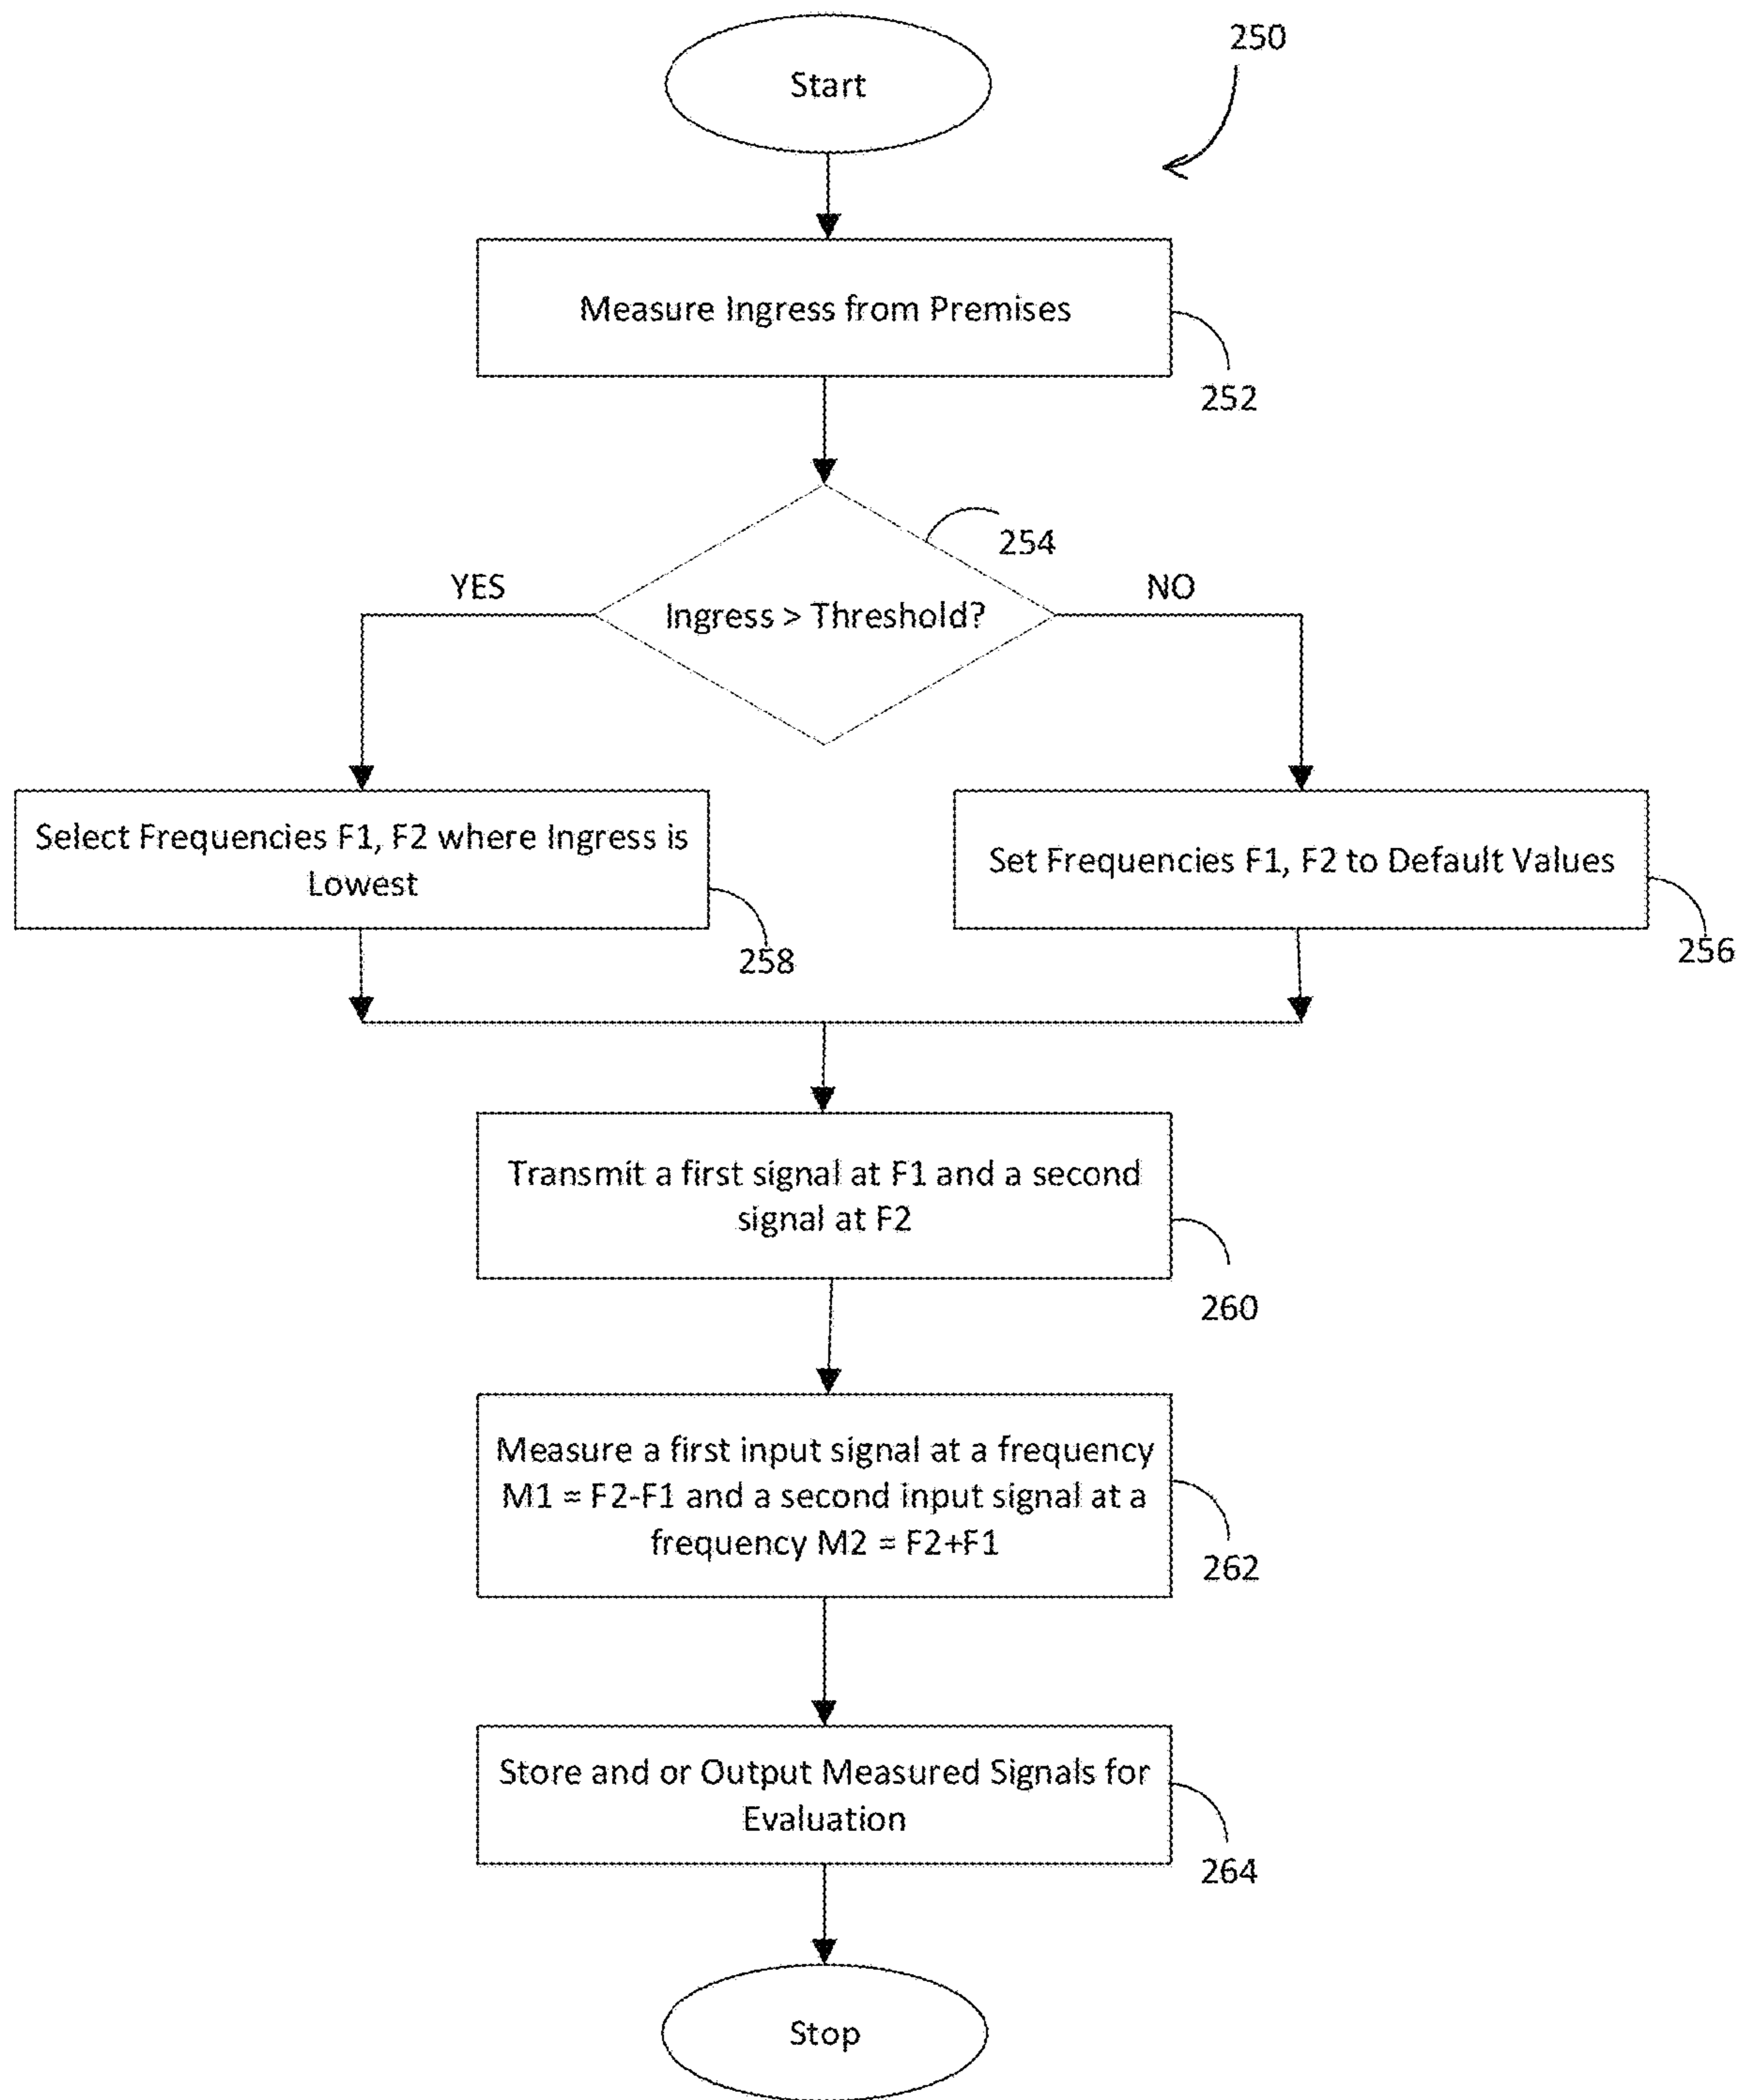 Start
250
Measure Ingress from Premises
252
254
YES
NO
Ingress > Threshold?
Select Frequencies F1, F2 where Ingress is
Lowest
258
Set Frequencies F1, F2 to Default Values
256
Transmit a first signal at F1 and a second
signal at F2
260
Measure a first input signal at a frequency
M1 = F2-F1 and a second input signal at a
frequency M2 = F2+F1
262
Store and or Output Measured Signals for
Evaluation
264
Stop